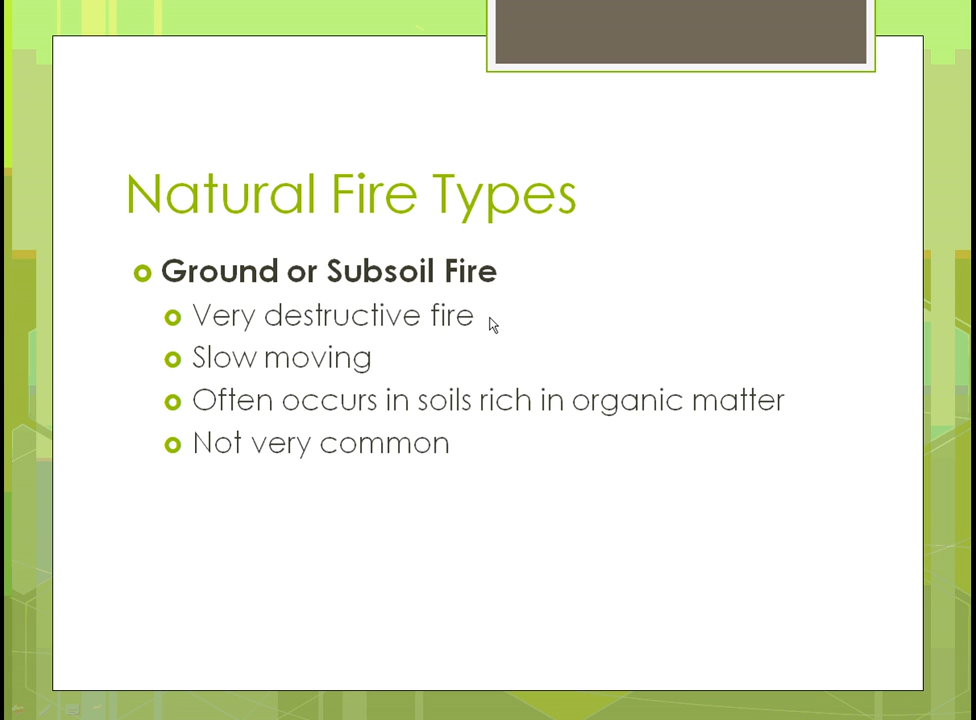 Natural Fire Types
Ground or Subsoil Fire
Very destructive fire
Slow moving
Often occurs in soils rich in organic matter
Not very common